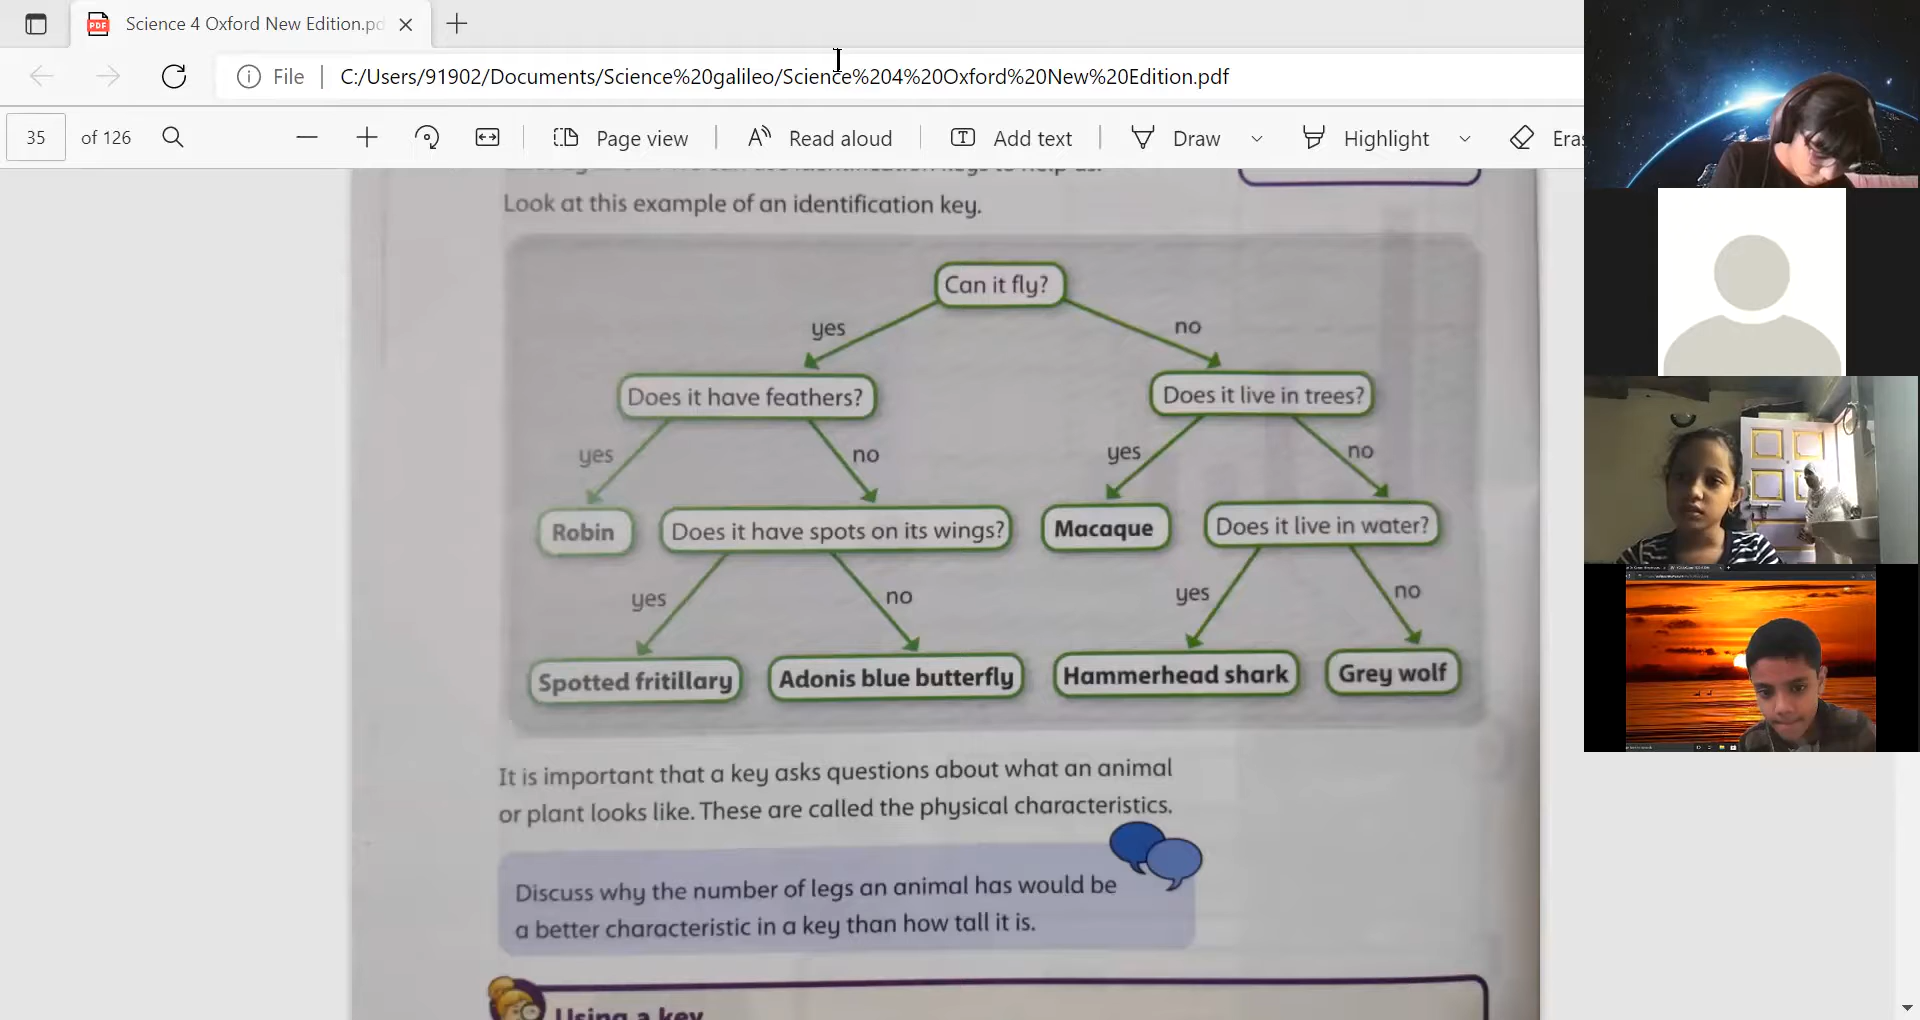 Science 4 Oxford New Edition.pd
File
C:/Users/91902/Documents/Science%20galileo/Science%204%20Oxford%20New%20Edition.pdf
35 of 126
Page view
Read aloud
Add text
Draw
Highlight
Eras
Look at this example of an identification key.
Can it fly?
yes
no
Does it have feathers?
Does it live in trees?
yes
no
yes
no
Robin
Does it have spots on its wings?
Macaque
Does it live in water?
yes
no
yes
no
Spotted fritillary
Adonis blue butterfly
Hammerhead shark
Grey wolf
It is important that a key asks questions about what an animal
or plant looks like. These are called the physical characteristics.
Discuss why the number of legs an animal has would be
a better characteristic in a key than how tall it is.
Using a key